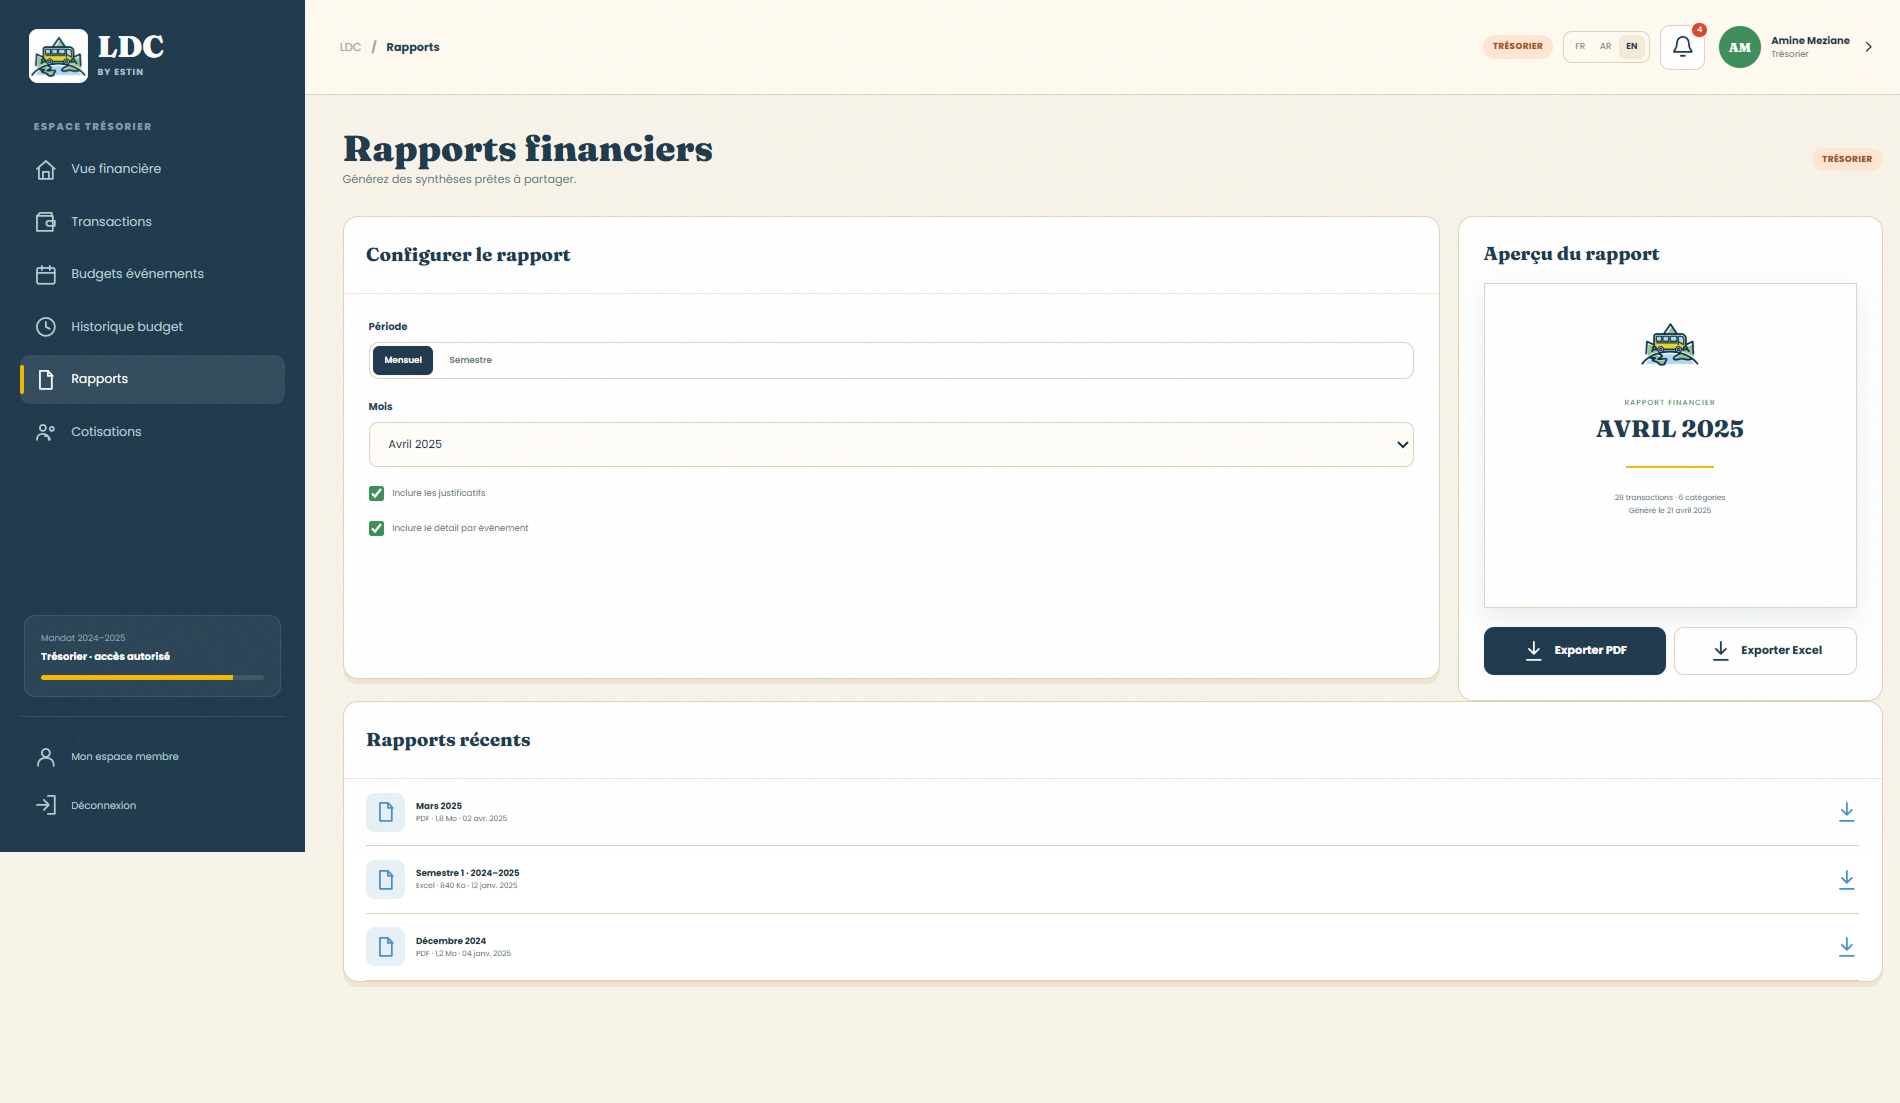 LDC
BY ESTIN
ESPACE TRÉSORIER
Vue financière
Transactions
Budgets événements
Historique budget
Rapports
Cotisations
Mandat 2024–2025
Trésorier · accès autorisé
Mon espace membre
Déconnexion
LDC / Rapports
TRÉSORIER
FR AR EN
4
AM
Amine Meziane
Trésorier
Rapports financiers
Générez des synthèses prêtes à partager.
TRÉSORIER
Configurer le rapport
Période
Mensuel Semestre
Mois
Avril 2025
Inclure les justificatifs
Inclure le détail par événement
Aperçu du rapport
RAPPORT FINANCIER
AVRIL 2025
28 transactions · 6 catégories
Généré le 21 avril 2025
Exporter PDF
Exporter Excel
Rapports récents
Mars 2025
PDF · 1,8 Mo · 02 avr. 2025
Semestre 1 · 2024–2025
Excel · 840 Ko · 12 janv. 2025
Décembre 2024
PDF · 1,2 Mo · 04 janv. 2025